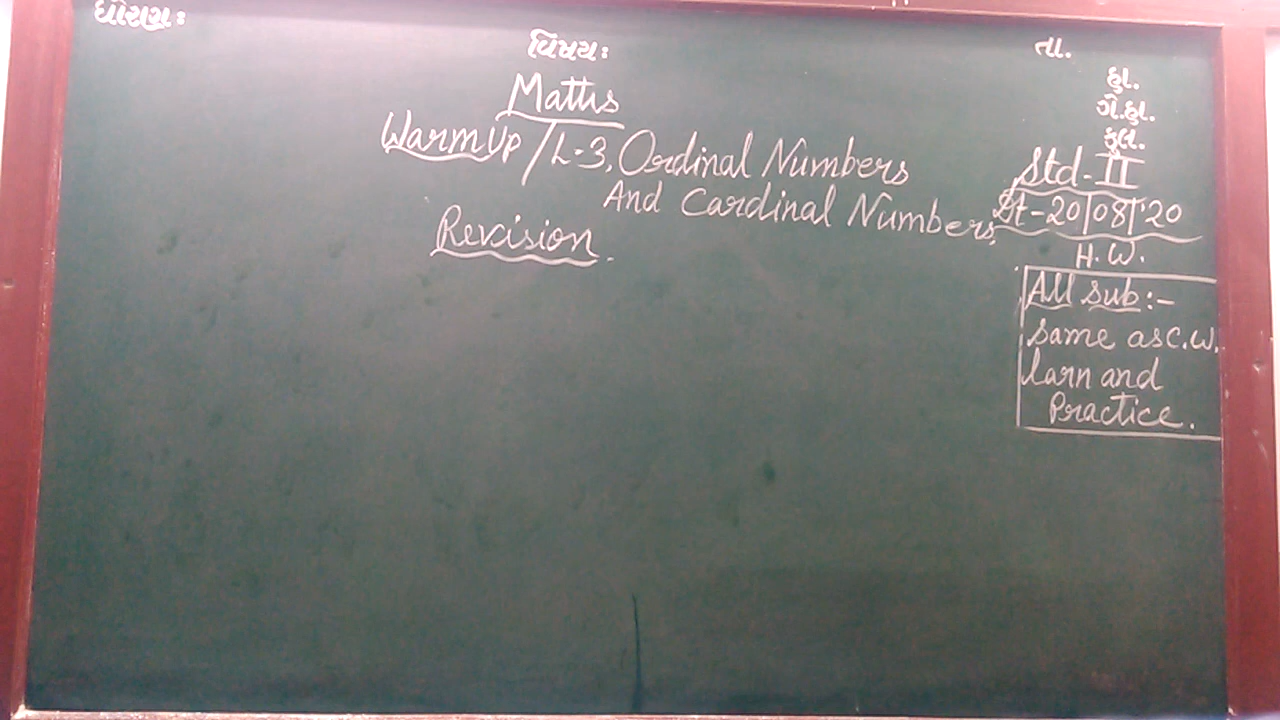 ધોરણ:
વિષય:
તા.
હા.
ગે.હા.
કુલ.
Maths
Warm Up / L-3, Ordinal Numbers
And Cardinal Numbers
Revision.
Std-II
Dt-20/08/'20
H.W.
All sub:-
same as C.W.
larn and
Practice.